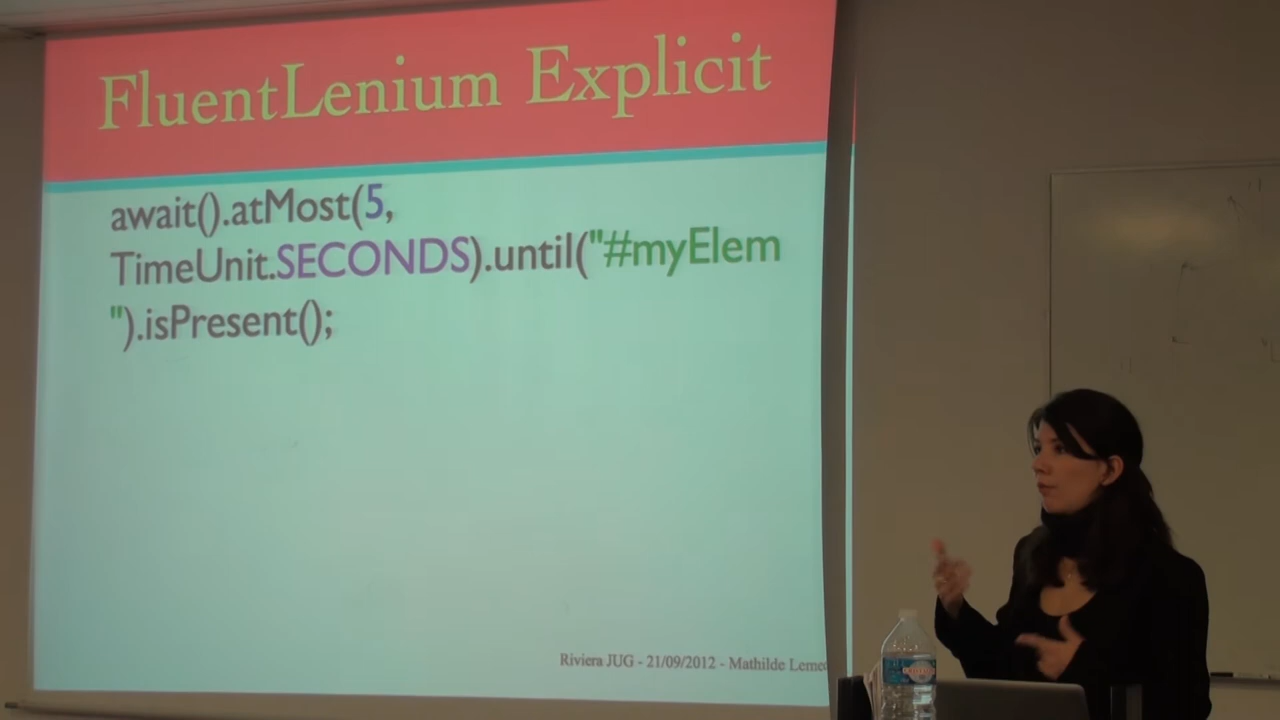 FluentLenium Explicit
await().atMost(5,
TimeUnit.SECONDS).until("#myElem
").isPresent();
Riviera JUG - 21/09/2012 - Mathilde